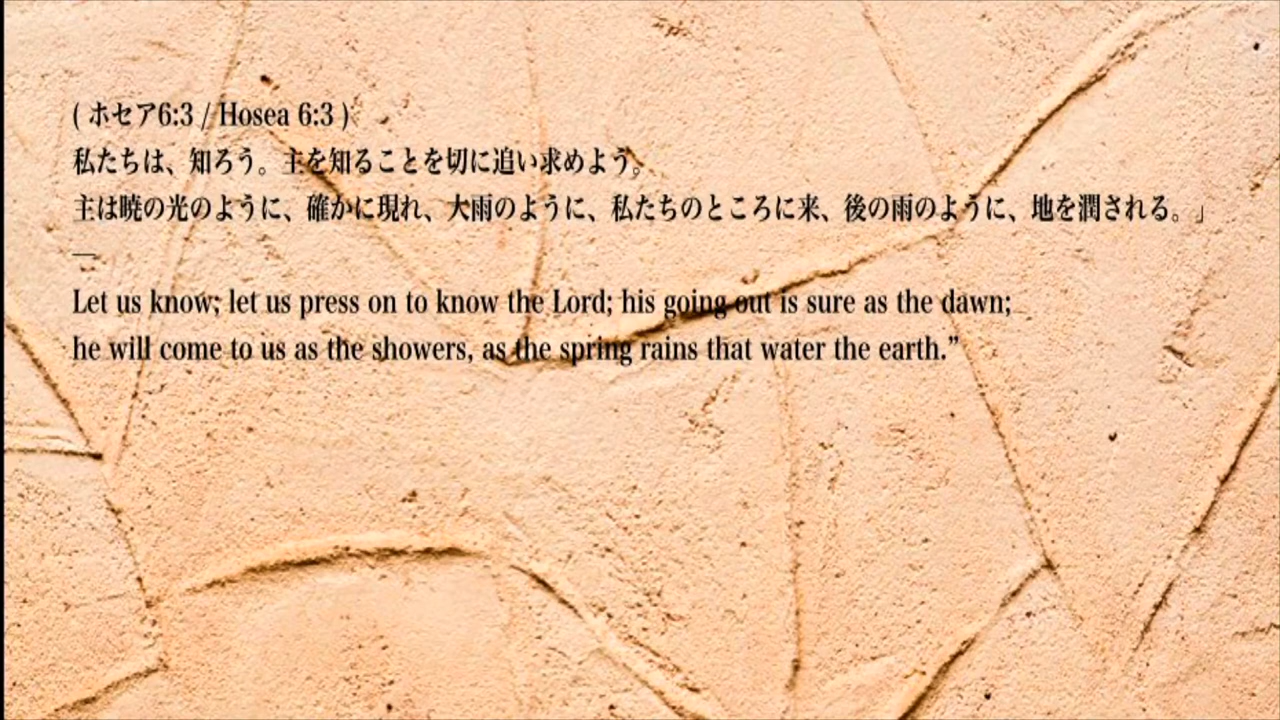 ( ホセア6:3 / Hosea 6:3 )
私たちは、知ろう。主を知ることを切に追い求めよう。
主は暁の光のように、確かに現れ、大雨のように、私たちのところに来、後の雨のように、地を潤される。」
—
Let us know; let us press on to know the Lord; his going out is sure as the dawn;
he will come to us as the showers, as the spring rains that water the earth.”